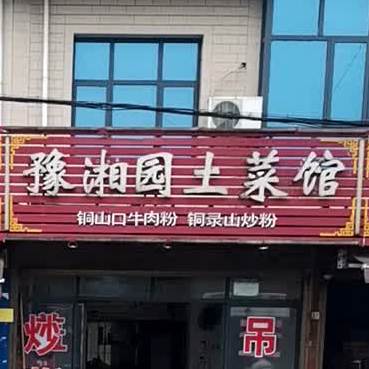 豫湘园土菜馆
铜山口牛肉粉 铜录山炒粉
炒
吊